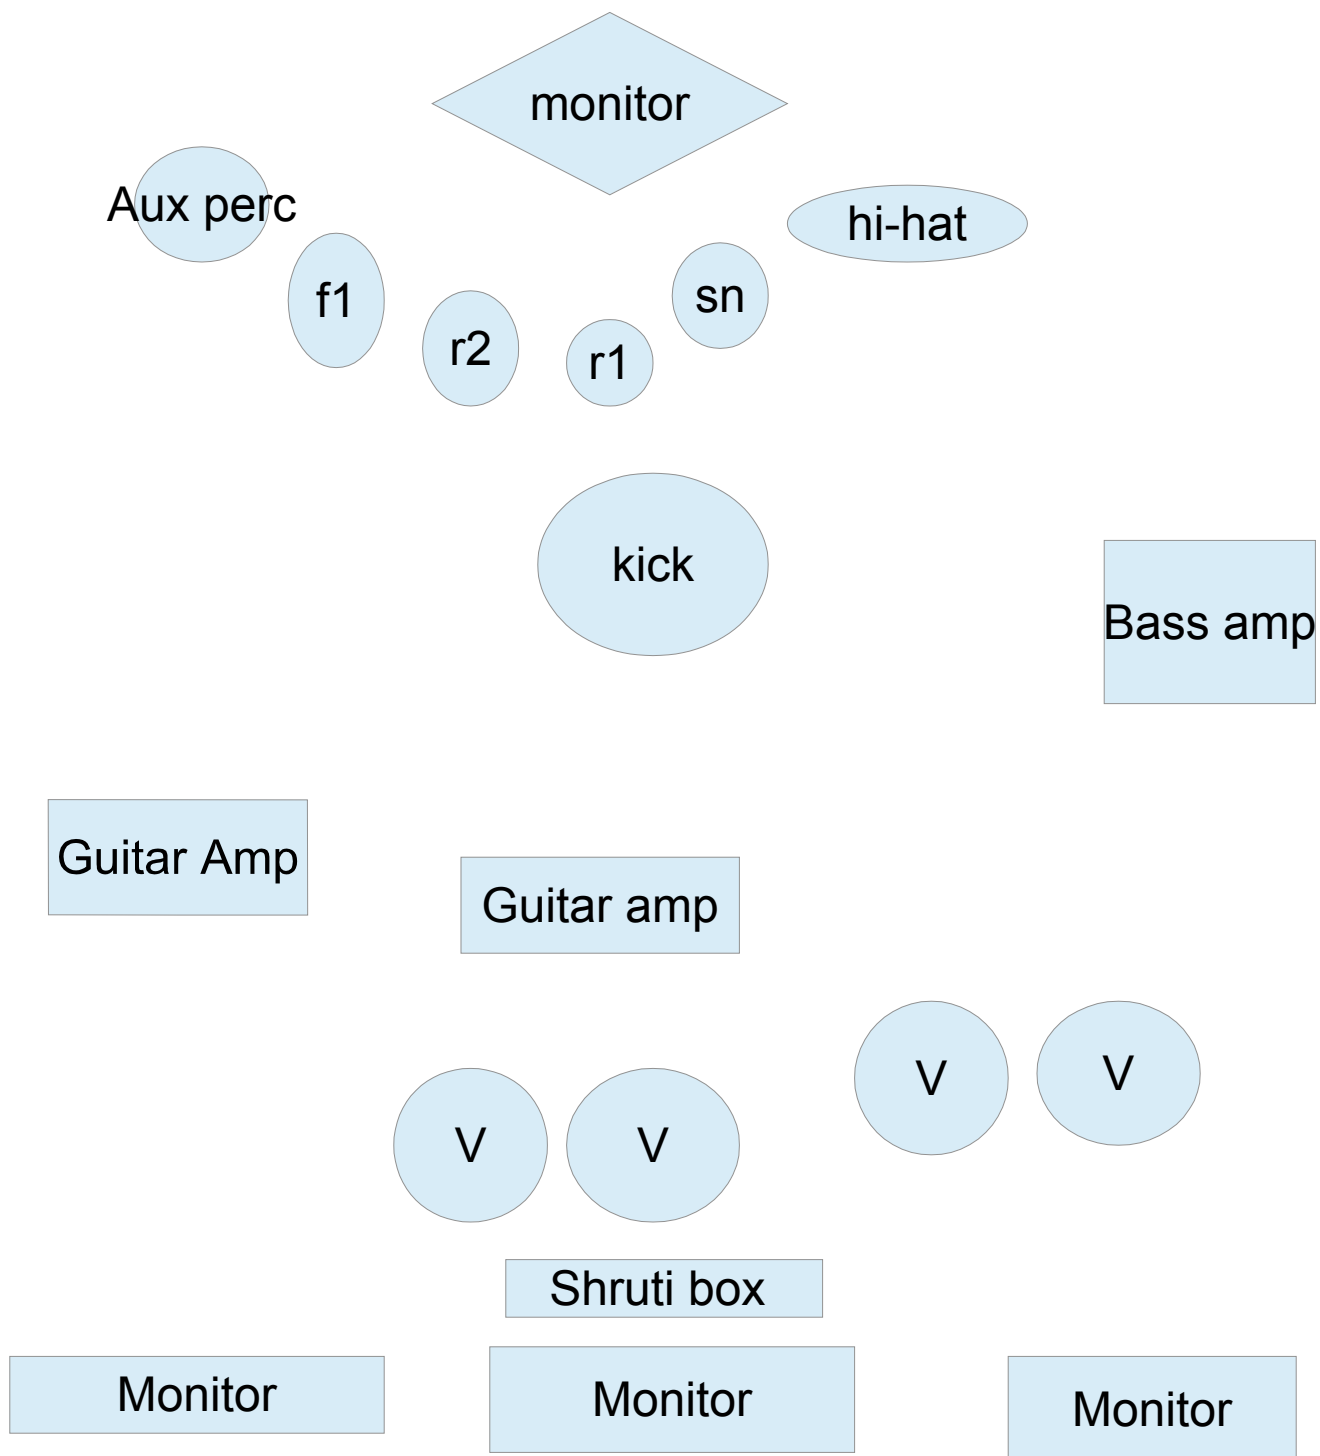 monitor
Aux perc
hi-hat
f1
sn
r2
r1
kick
Bass amp
Guitar Amp
Guitar amp
V
V
V
V
Shruti box
Monitor
Monitor
Monitor